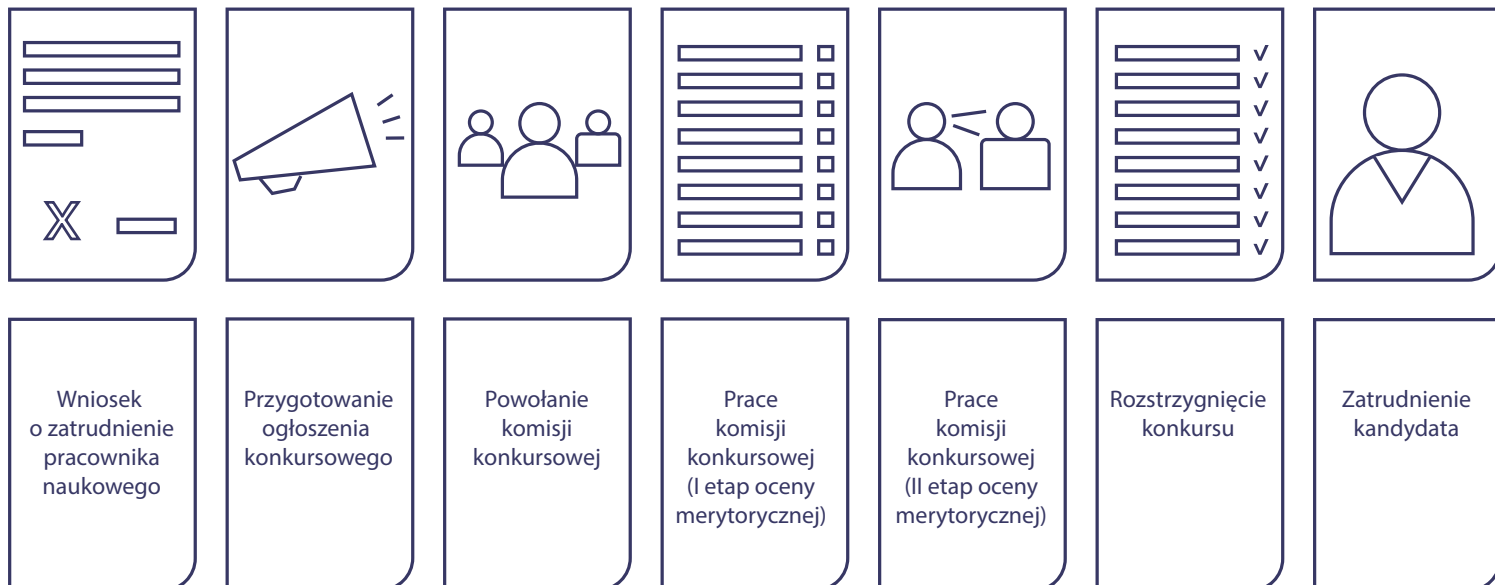 X
Wniosek
o zatrudnienie
pracownika
naukowego
Przygotowanie
ogłoszenia
konkursowego
Powołanie
komisji
konkursowej
Prace
komisji
konkursowej
(I etap oceny
merytorycznej)
Prace
komisji
konkursowej
(II etap oceny
merytorycznej)
Rozstrzygnięcie
konkursu
Zatrudnienie
kandydata